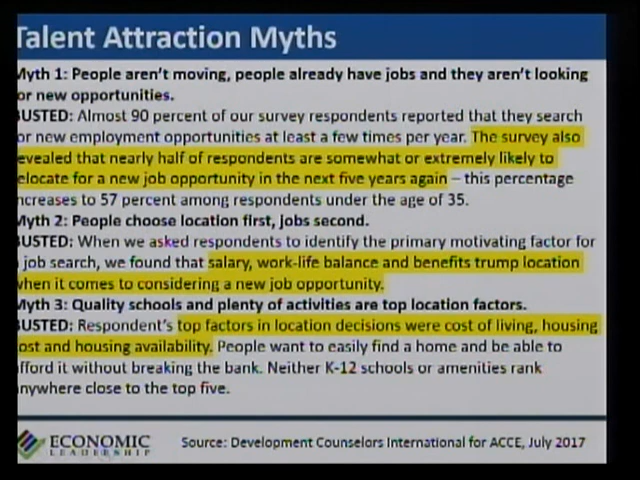 Talent Attraction Myths
Myth 1: People aren't moving, people already have jobs and they aren't looking
or new opportunities.
BUSTED: Almost 90 percent of our survey respondents reported that they search
or new employment opportunities at least a few times per year. The survey also
evealed that nearly half of respondents are somewhat or extremely likely to
elocate for a new job opportunity in the next five years again – this percentage
ncreases to 57 percent among respondents under the age of 35.
Myth 2: People choose location first, jobs second.
BUSTED: When we asked respondents to identify the primary motivating factor for
job search, we found that salary, work-life balance and benefits trump location
when it comes to considering a new job opportunity.
Myth 3: Quality schools and plenty of activities are top location factors.
BUSTED: Respondent's top factors in location decisions were cost of living, housing
ost and housing availability. People want to easily find a home and be able to
fford it without breaking the bank. Neither K-12 schools or amenities rank
nywhere close to the top five.
ECONOMIC
LEADERSHIP
Source: Development Counselors International for ACCE, July 2017